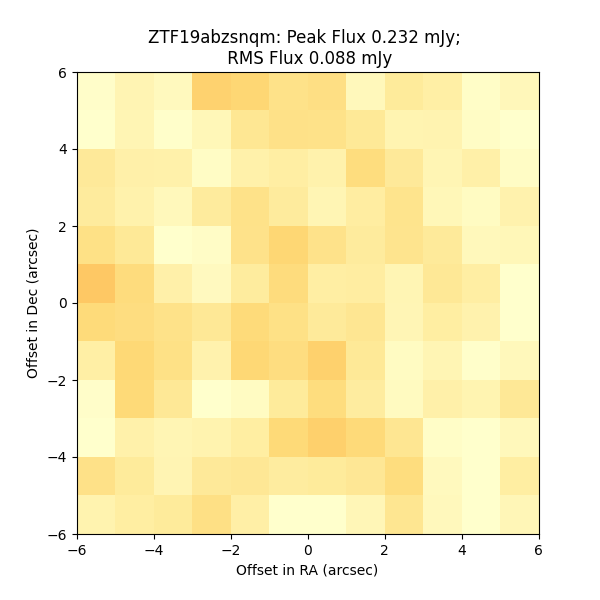 ZTF19abzsnqm: Peak Flux 0.232 mJy;
RMS Flux 0.088 mJy
6
4
2
0
−2
−4
−6
Offset in Dec (arcsec)
−6 −4 −2 0 2 4 6
Offset in RA (arcsec)